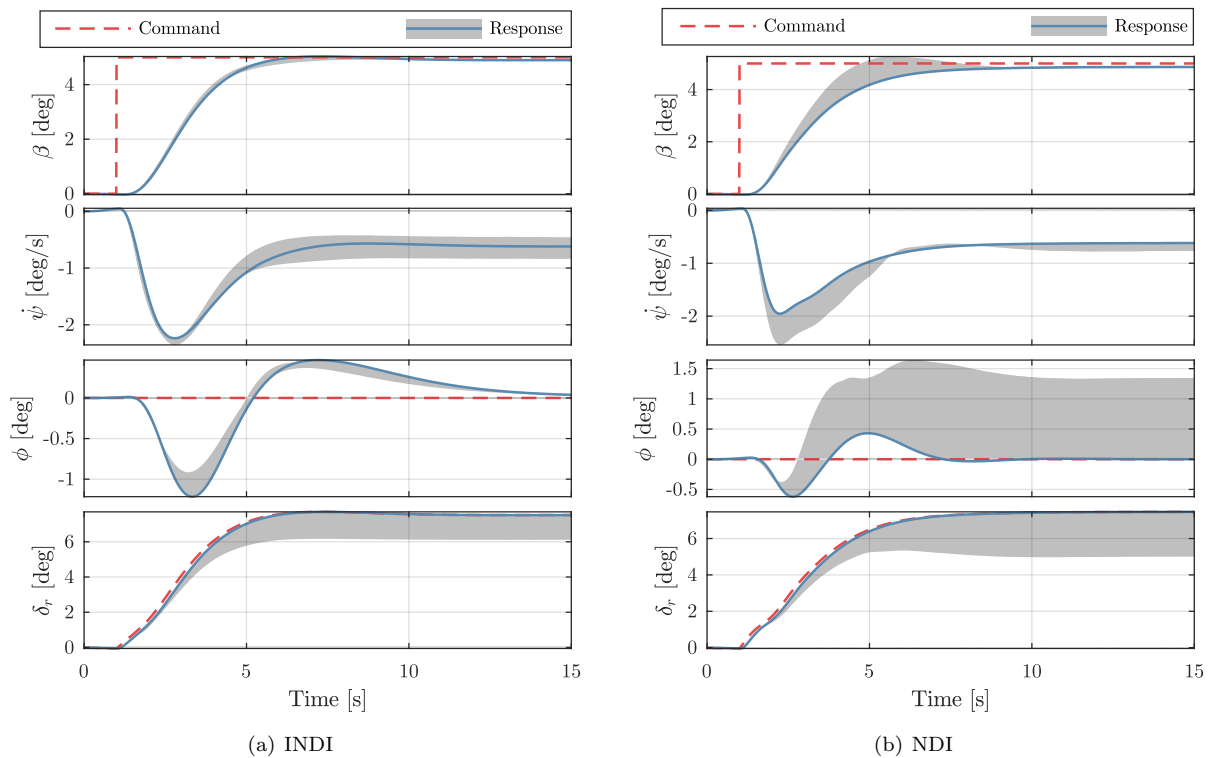 Command Response
β [deg]
4
2
0
ψ̇ [deg/s]
0
-1
-2
ϕ [deg]
0
-0.5
-1
δr [deg]
6
4
2
0
0 5 10 15
Time [s]
(a) INDI
Command Response
β [deg]
4
2
0
ψ̇ [deg/s]
0
-1
-2
ϕ [deg]
1.5
1
0.5
0
-0.5
δr [deg]
6
4
2
0
0 5 10 15
Time [s]
(b) NDI